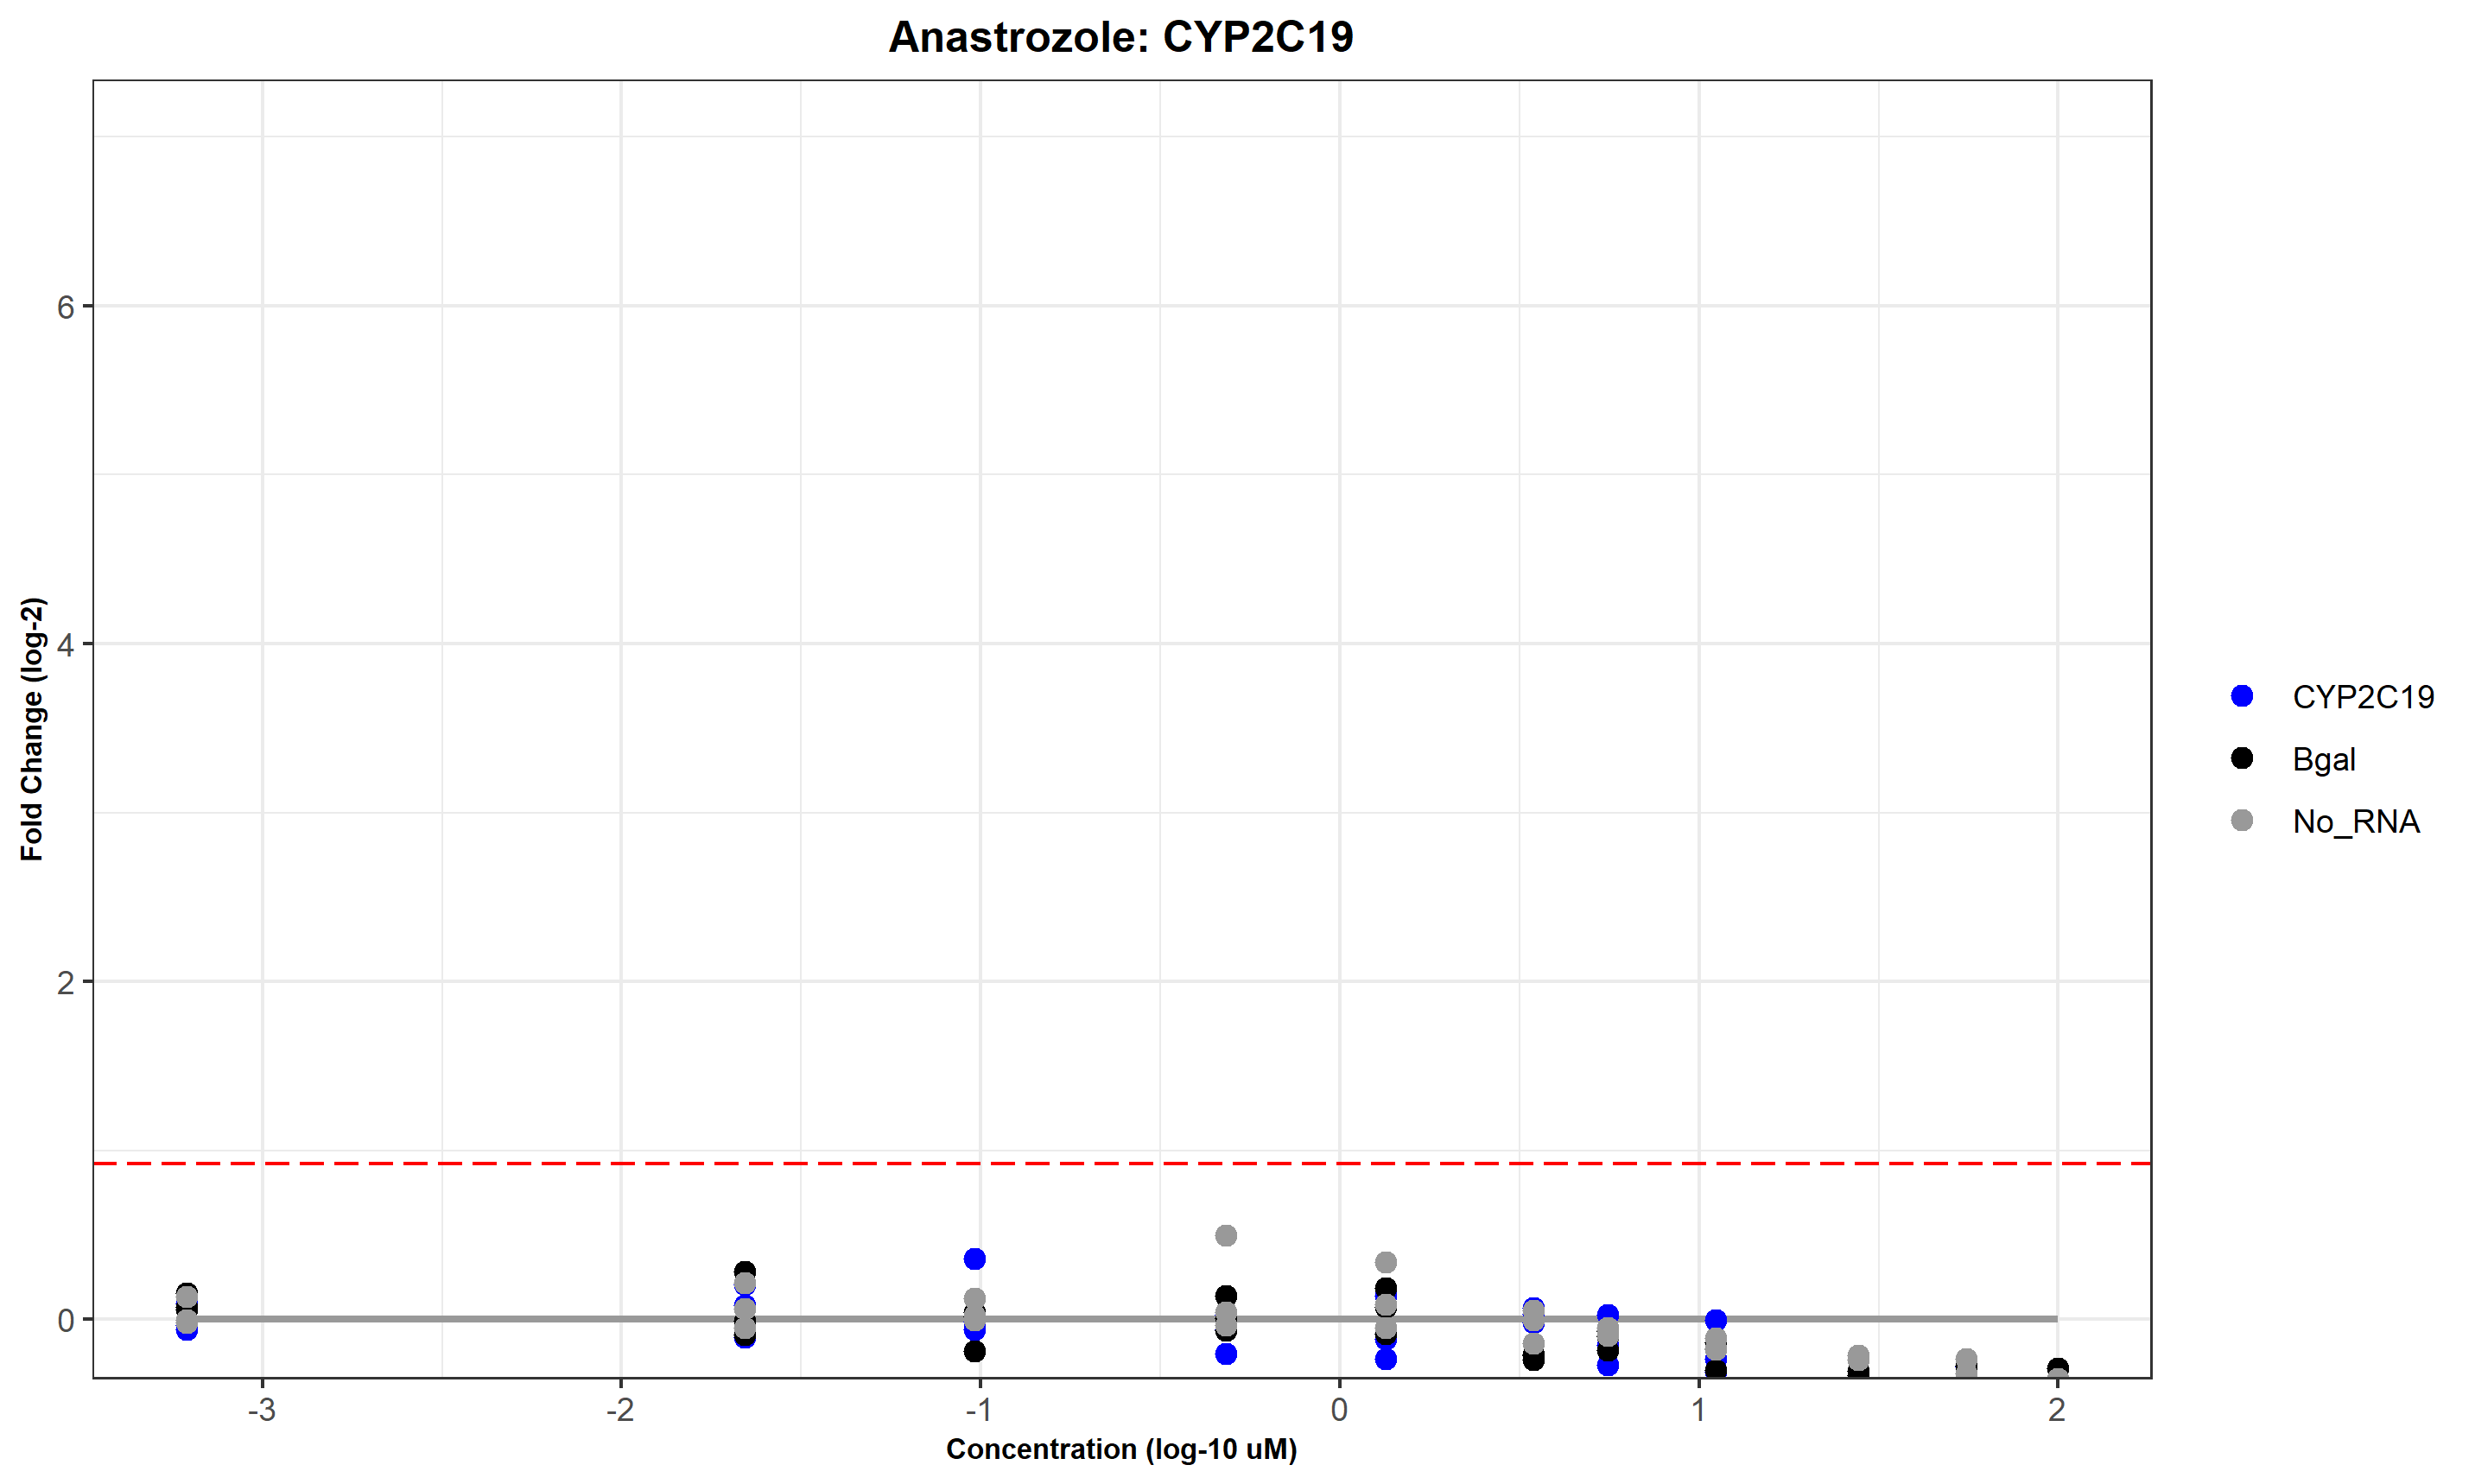 Anastrozole: CYP2C19
Fold Change (log-2)
6
4
2
0
-3
-2
-1
0
1
2
Concentration (log-10 uM)
CYP2C19
Bgal
No_RNA